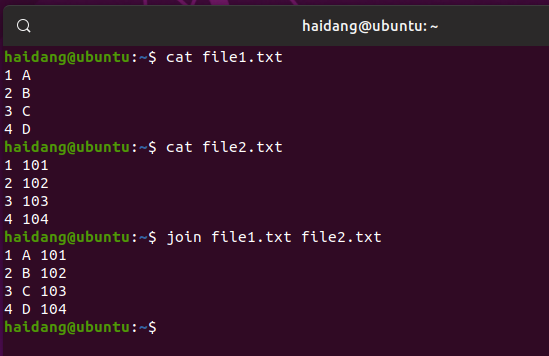 haidang@ubuntu: ~
haidang@ubuntu:~$ cat file1.txt
1 A
2 B
3 C
4 D
haidang@ubuntu:~$ cat file2.txt
1 101
2 102
3 103
4 104
haidang@ubuntu:~$ join file1.txt file2.txt
1 A 101
2 B 102
3 C 103
4 D 104
haidang@ubuntu:~$